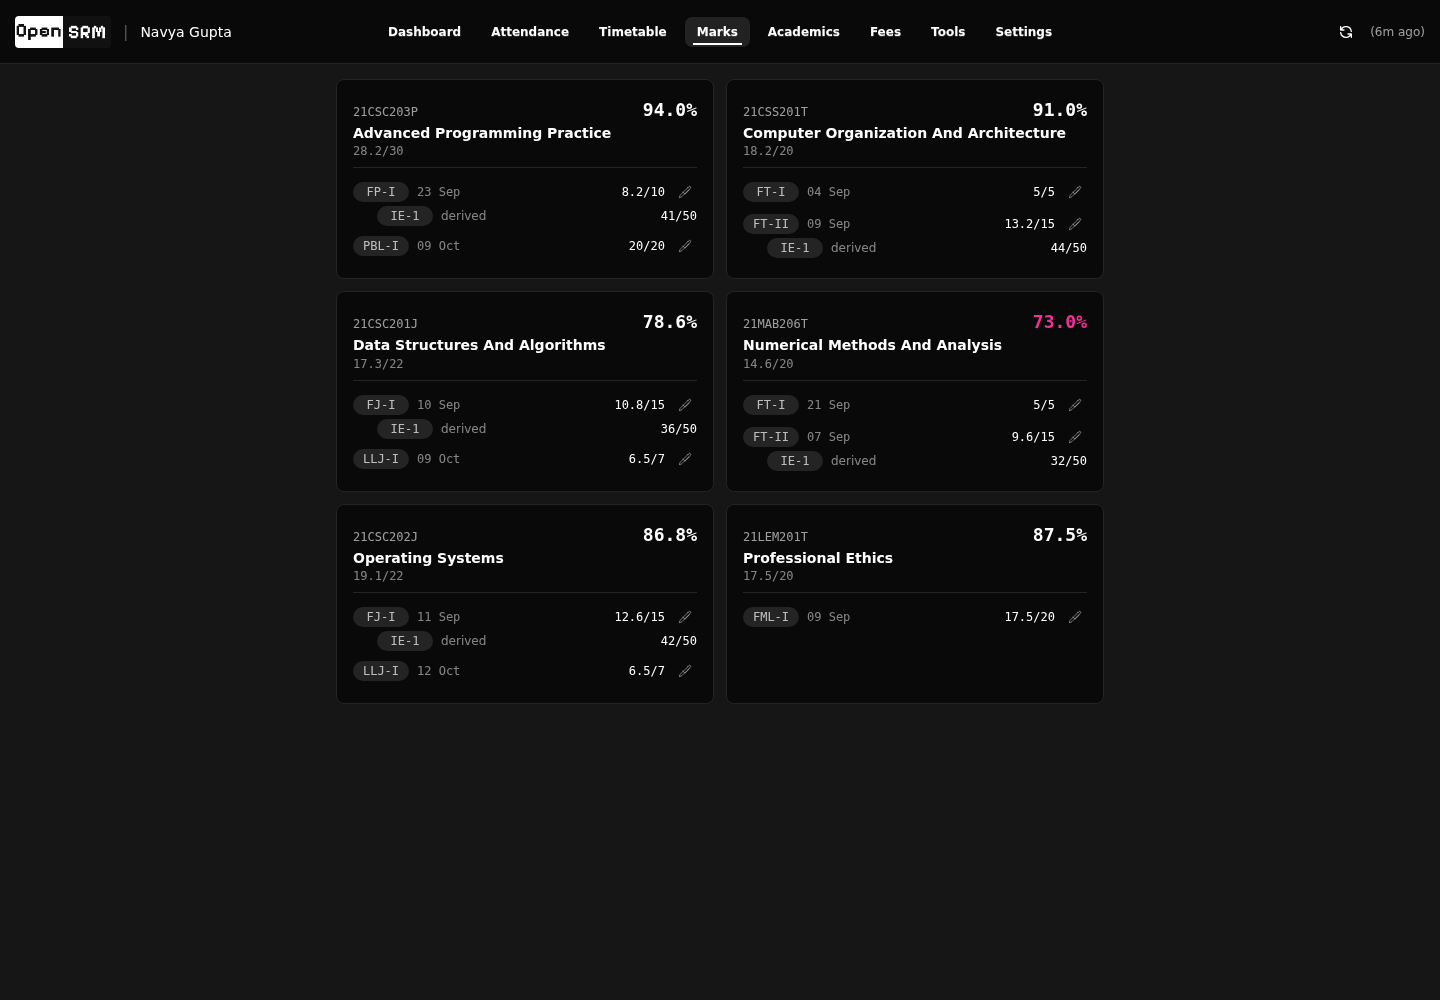 Open SRM | Navya Gupta
Dashboard Attendance Timetable Marks Academics Fees Tools Settings
(6m ago)
21CSC203P 94.0%
Advanced Programming Practice
28.2/30
FP-I 23 Sep 8.2/10
IE-1 derived 41/50
PBL-I 09 Oct 20/20
21CSS201T 91.0%
Computer Organization And Architecture
18.2/20
FT-I 04 Sep 5/5
FT-II 09 Sep 13.2/15
IE-1 derived 44/50
21CSC201J 78.6%
Data Structures And Algorithms
17.3/22
FJ-I 10 Sep 10.8/15
IE-1 derived 36/50
LLJ-I 09 Oct 6.5/7
21MAB206T 73.0%
Numerical Methods And Analysis
14.6/20
FT-I 21 Sep 5/5
FT-II 07 Sep 9.6/15
IE-1 derived 32/50
21CSC202J 86.8%
Operating Systems
19.1/22
FJ-I 11 Sep 12.6/15
IE-1 derived 42/50
LLJ-I 12 Oct 6.5/7
21LEM201T 87.5%
Professional Ethics
17.5/20
FML-I 09 Sep 17.5/20